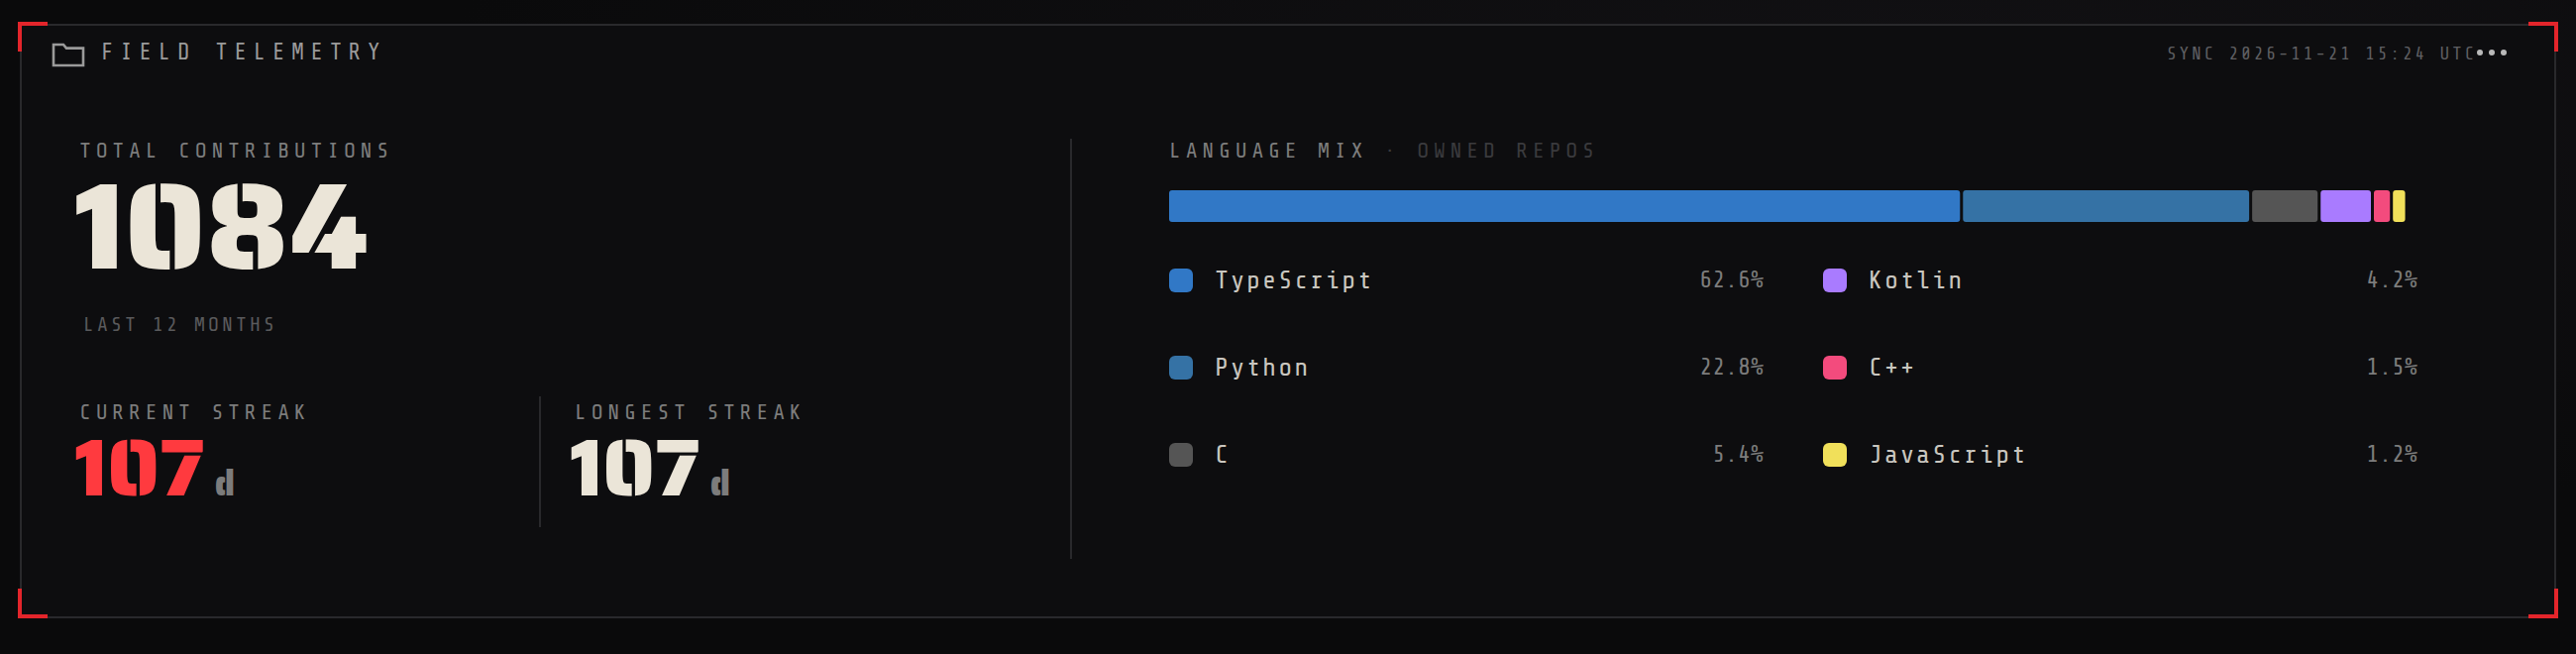 FIELD TELEMETRY
SYNC 2026-11-21 15:24 UTC
TOTAL CONTRIBUTIONS
1084
LAST 12 MONTHS
CURRENT STREAK
107 d
LONGEST STREAK
107 d
LANGUAGE MIX · OWNED REPOS
TypeScript 62.6%
Kotlin 4.2%
Python 22.8%
C++ 1.5%
C 5.4%
JavaScript 1.2%